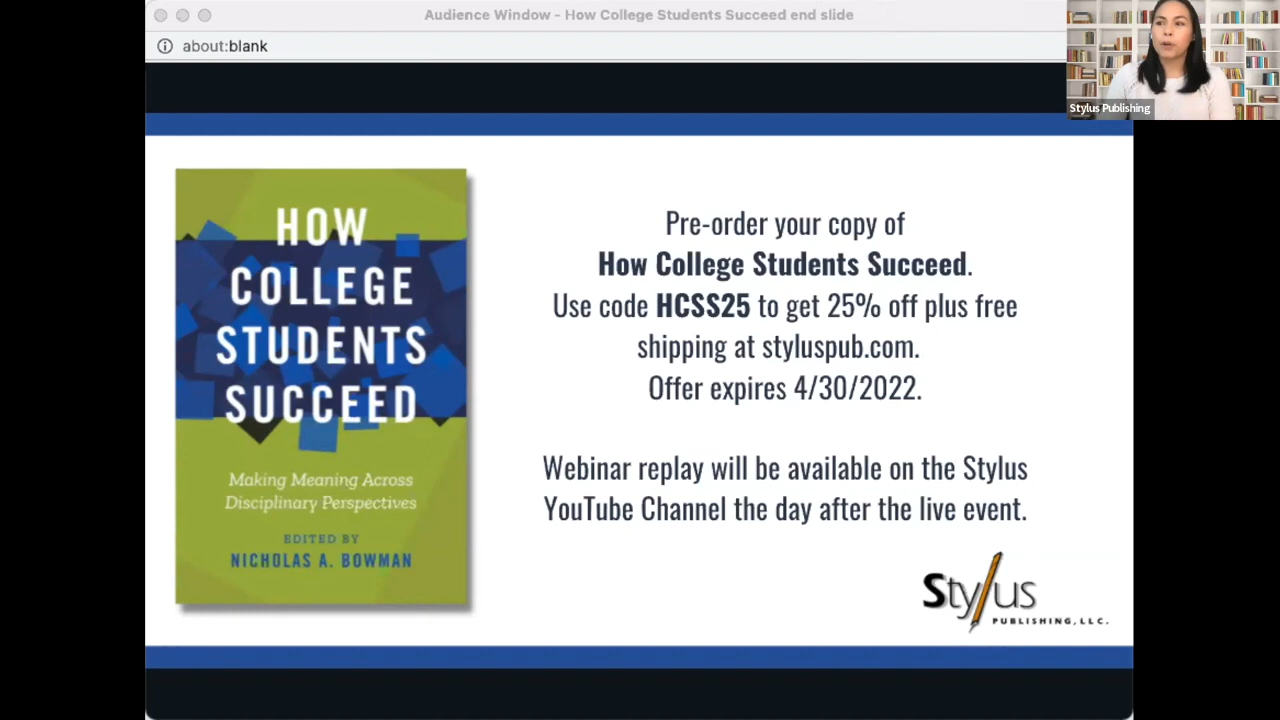 Audience Window - How College Students Succeed end slide
about:blank
Stylus Publishing
HOW
COLLEGE
STUDENTS
SUCCEED
Making Meaning Across
Disciplinary Perspectives
EDITED BY
NICHOLAS A. BOWMAN
Pre-order your copy of
How College Students Succeed.
Use code HCSS25 to get 25% off plus free
shipping at styluspub.com.
Offer expires 4/30/2022.
Webinar replay will be available on the Stylus
YouTube Channel the day after the live event.
Stylus
PUBLISHING, LLC.